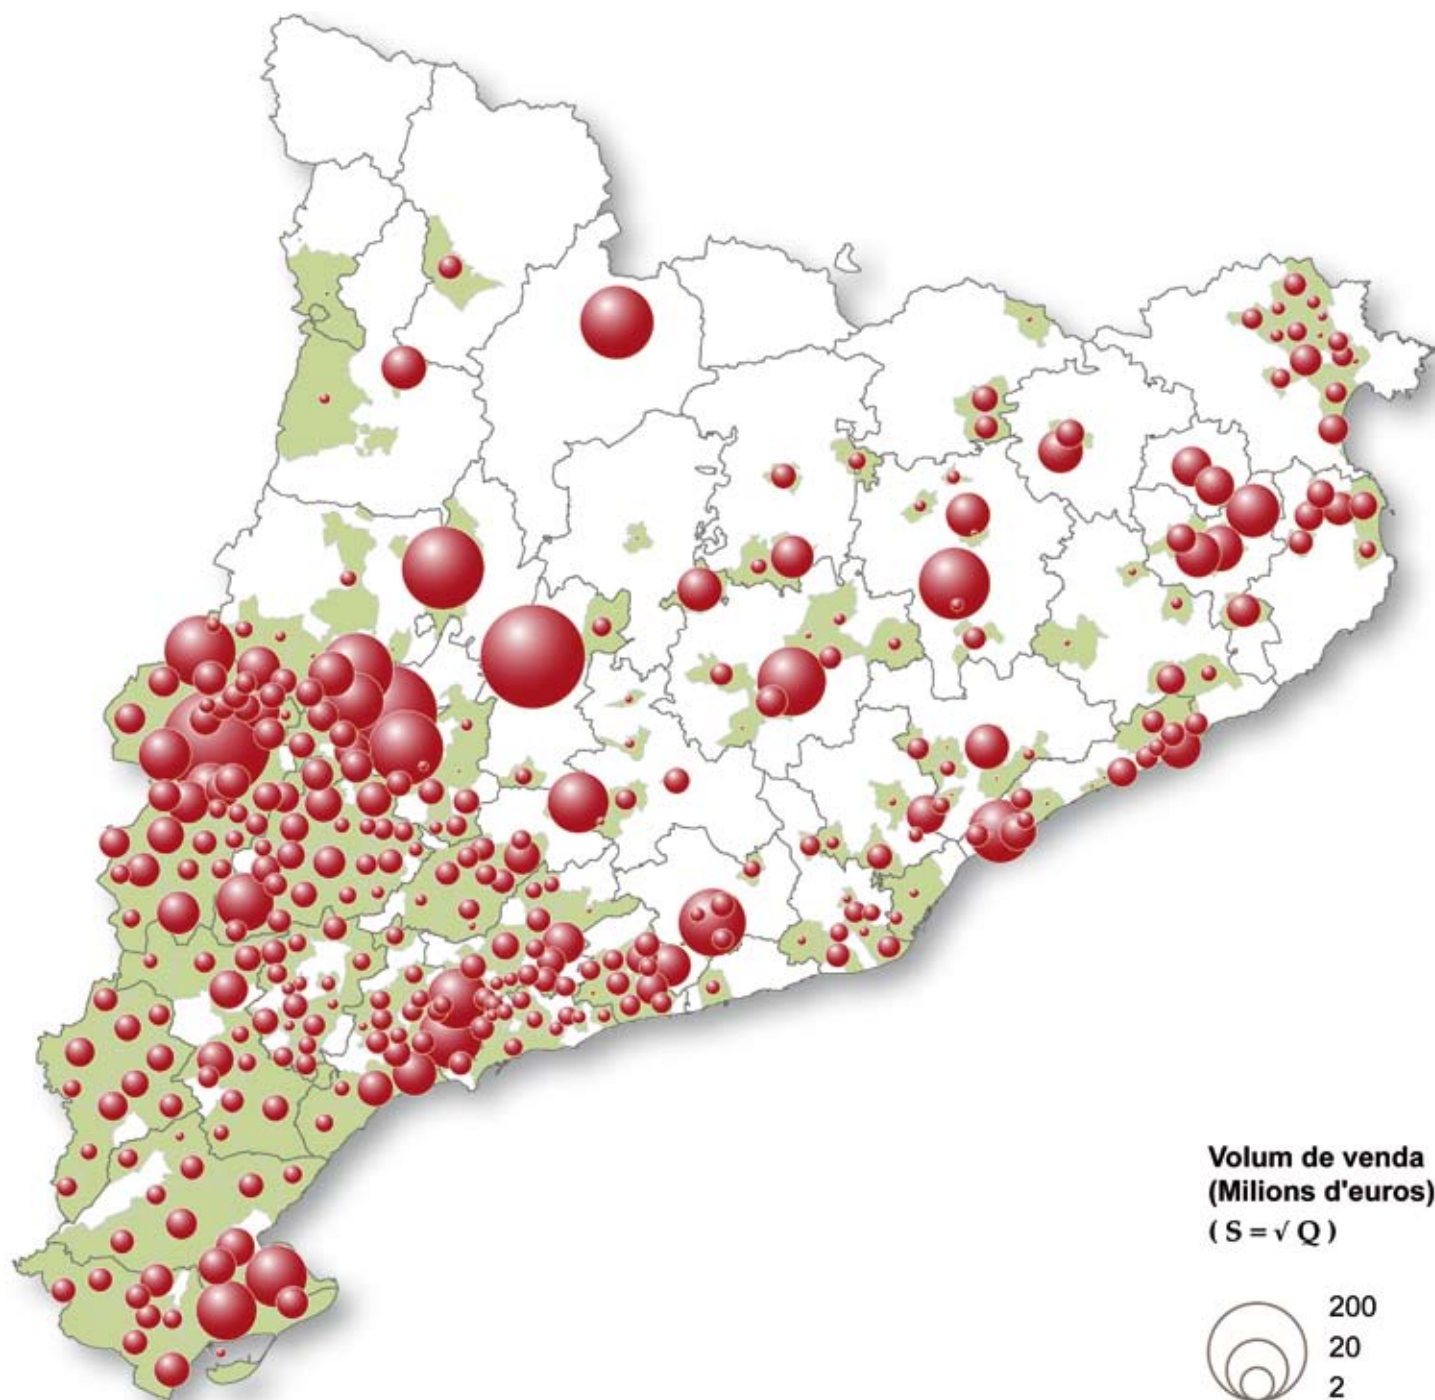 Volum de venda
(Milions d'euros)
( S = √ Q )
200
20
2